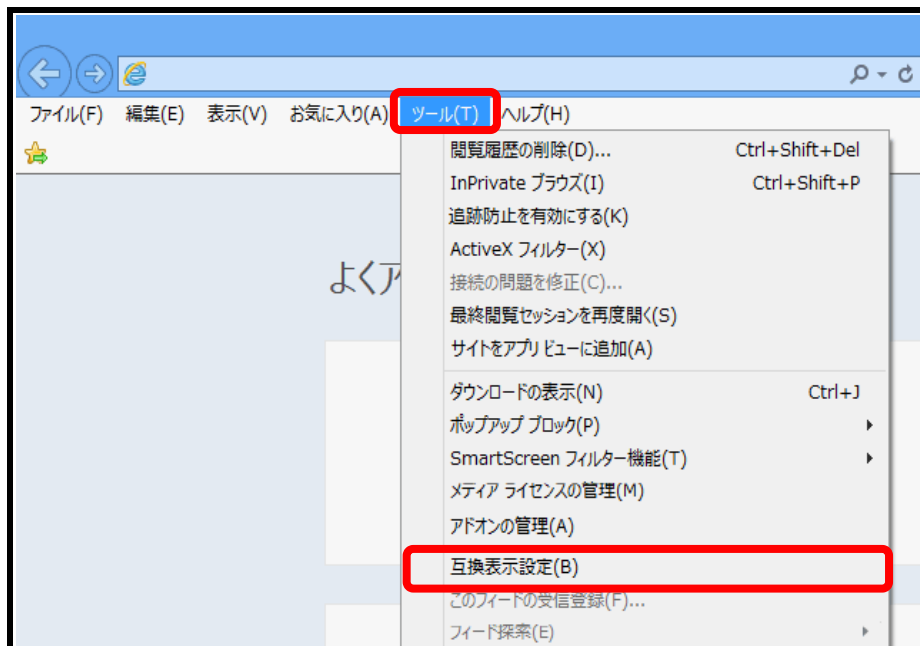 ファイル(F) 編集(E) 表示(V) お気に入り(A) ツール(T) ヘルプ(H)
閲覧履歴の削除(D)... Ctrl+Shift+Del
InPrivate ブラウズ(I) Ctrl+Shift+P
追跡防止を有効にする(K)
ActiveX フィルター(X)
よくア
接続の問題を修正(C)...
最終閲覧セッションを再度開く(S)
サイトをアプリ ビューに追加(A)
ダウンロードの表示(N) Ctrl+J
ポップアップ ブロック(P)
SmartScreen フィルター機能(T)
メディア ライセンスの管理(M)
アドオンの管理(A)
互換表示設定(B)
このフィードの受信登録(F)...
フィード探索(E)